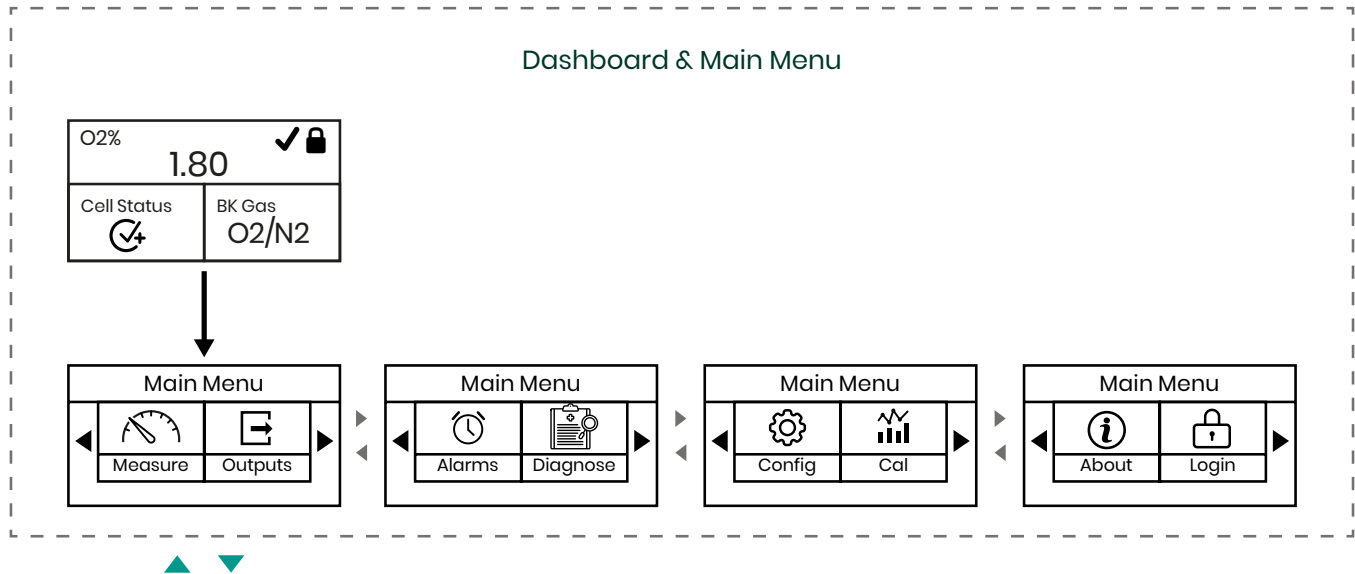 Dashboard & Main Menu
O2%
1.80
Cell Status
BK Gas
O2/N2
Main Menu
Measure
Outputs
Main Menu
Alarms
Diagnose
Main Menu
Config
Cal
Main Menu
About
Login